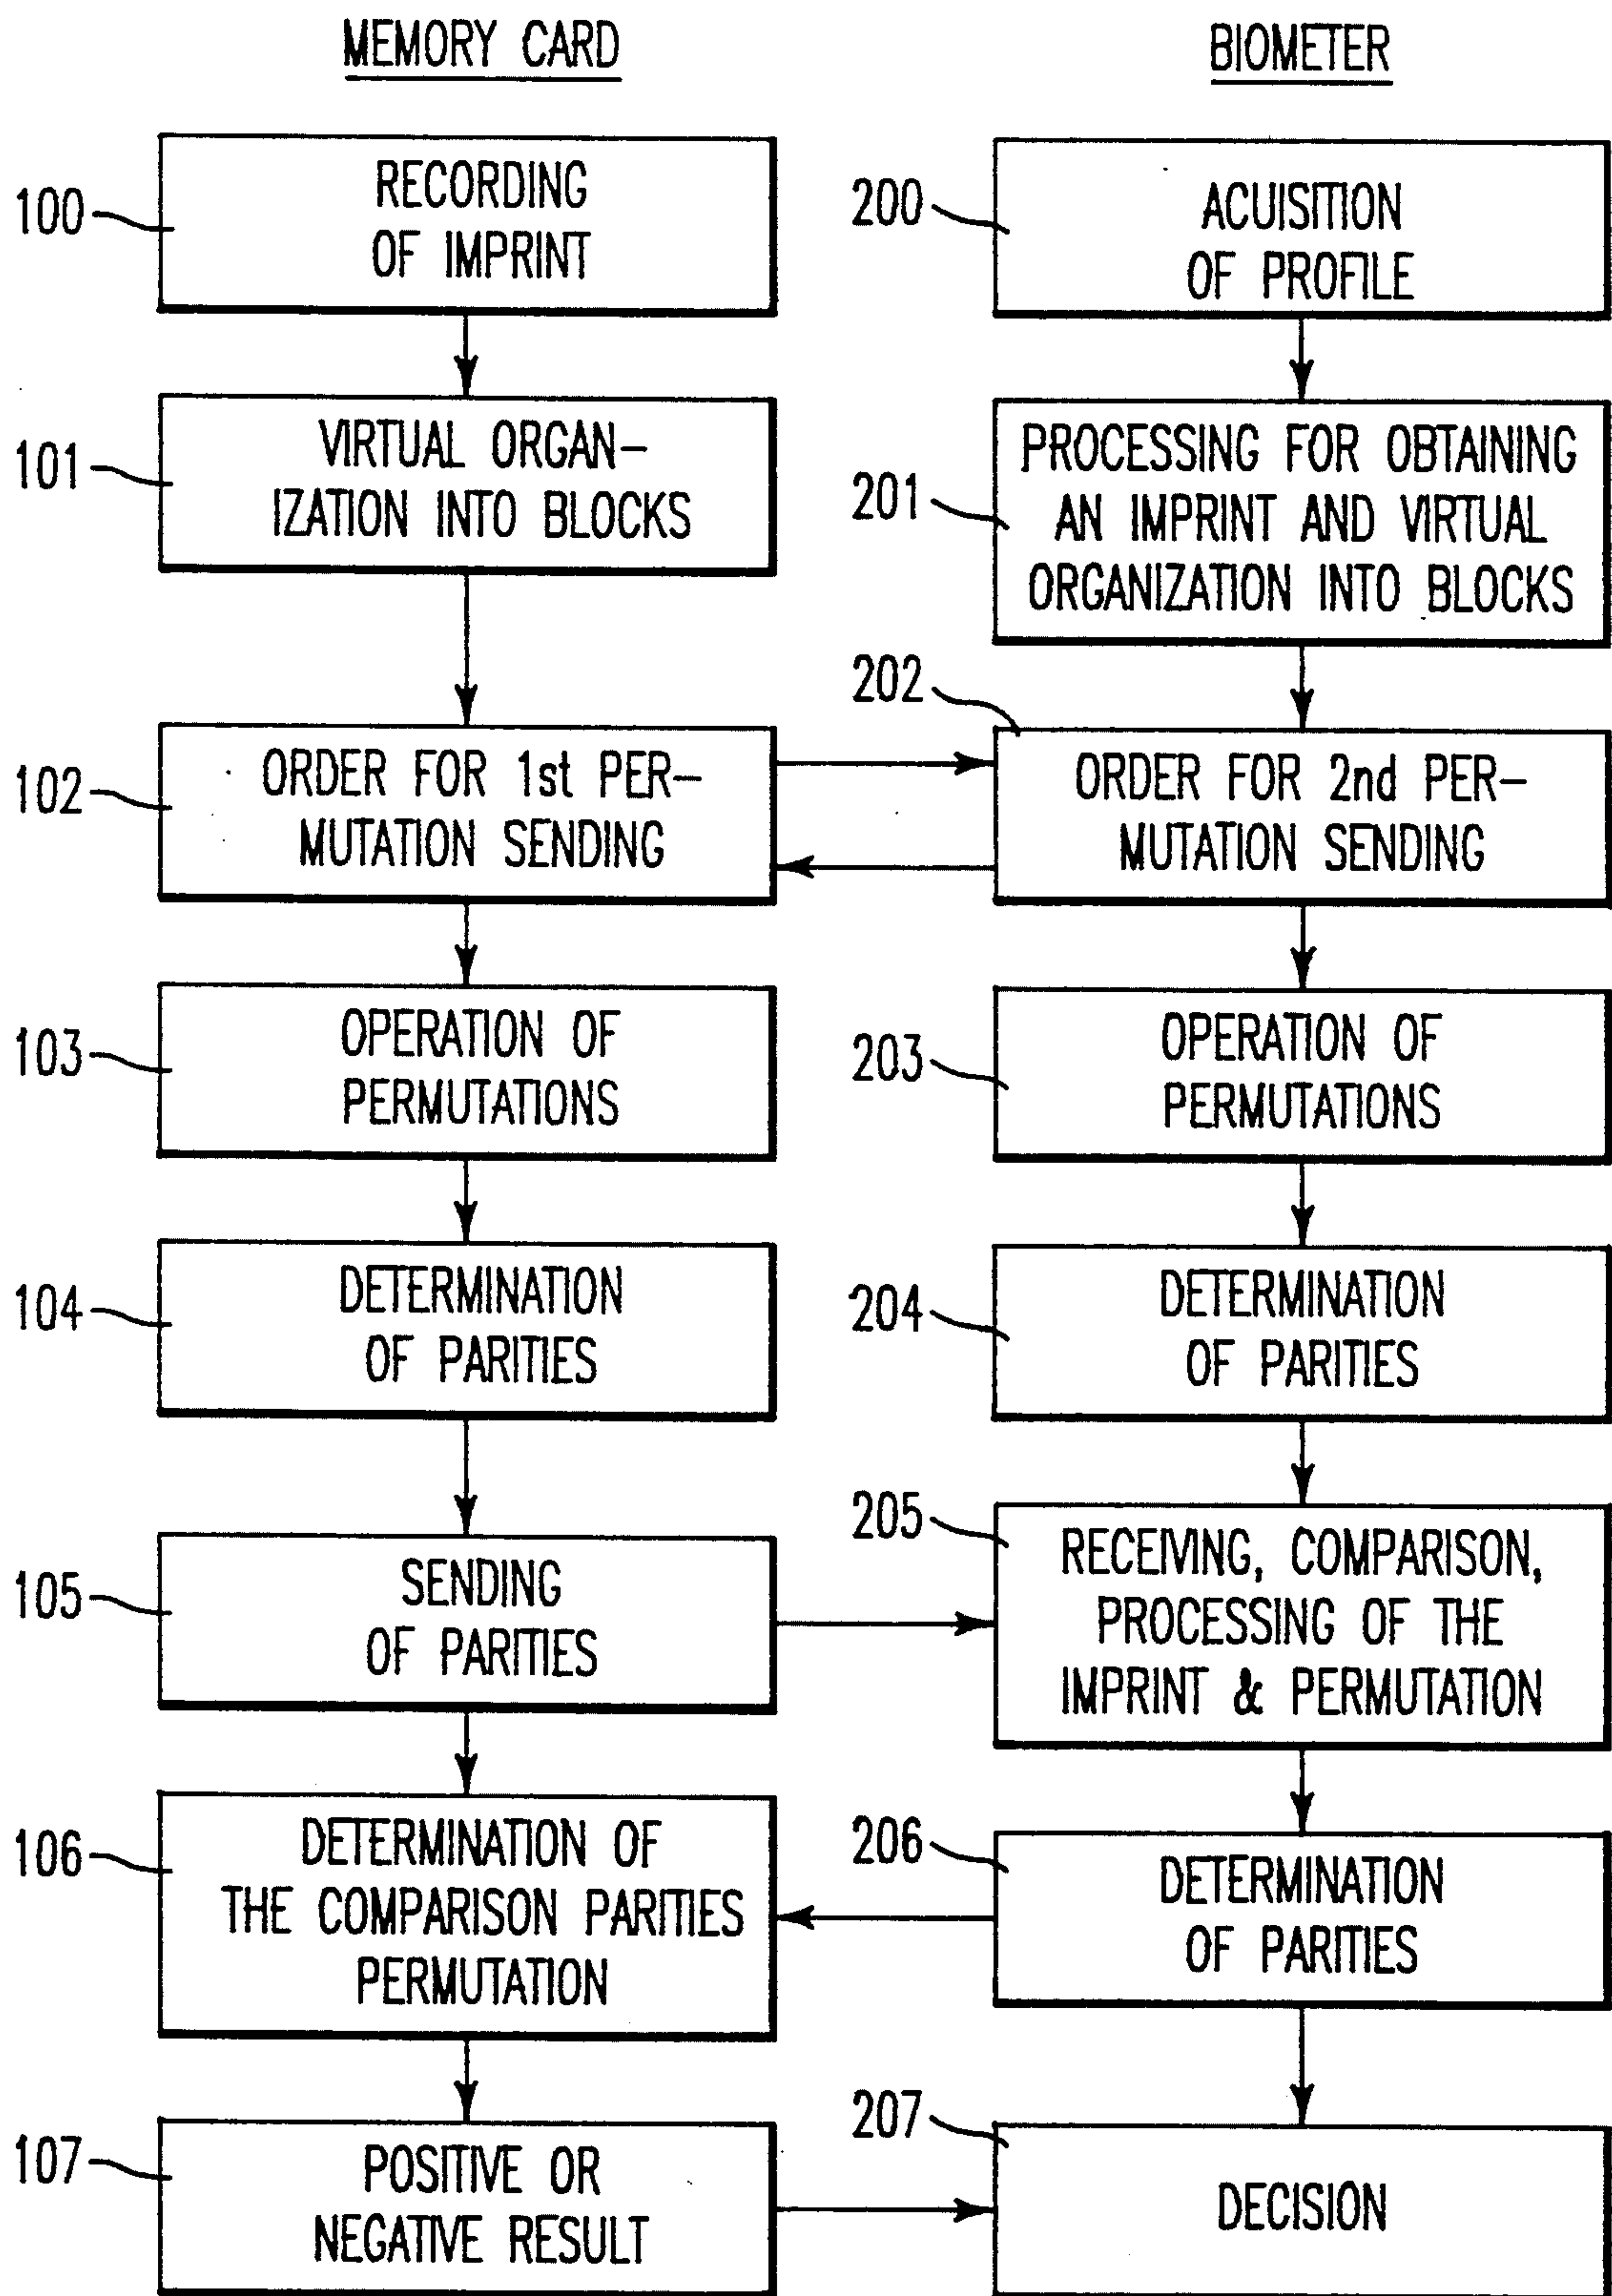 MEMORY CARD
100
RECORDING
OF IMPRINT
101
VIRTUAL ORGAN-
IZATION INTO BLOCKS
102
ORDER FOR 1st PER-
MUTATION SENDING
103
OPERATION OF
PERMUTATIONS
104
DETERMINATION
OF PARITIES
105
SENDING
OF PARITIES
106
DETERMINATION OF
THE COMPARISON PARITIES
PERMUTATION
107
POSITIVE OR
NEGATIVE RESULT
BIOMETER
200
ACUISITION
OF PROFILE
201
PROCESSING FOR OBTAINING
AN IMPRINT AND VIRTUAL
ORGANIZATION INTO BLOCKS
202
ORDER FOR 2nd PER-
MUTATION SENDING
203
OPERATION OF
PERMUTATIONS
204
DETERMINATION
OF PARITIES
205
RECEIVING, COMPARISON,
PROCESSING OF THE
IMPRINT & PERMUTATION
206
DETERMINATION
OF PARITIES
207
DECISION